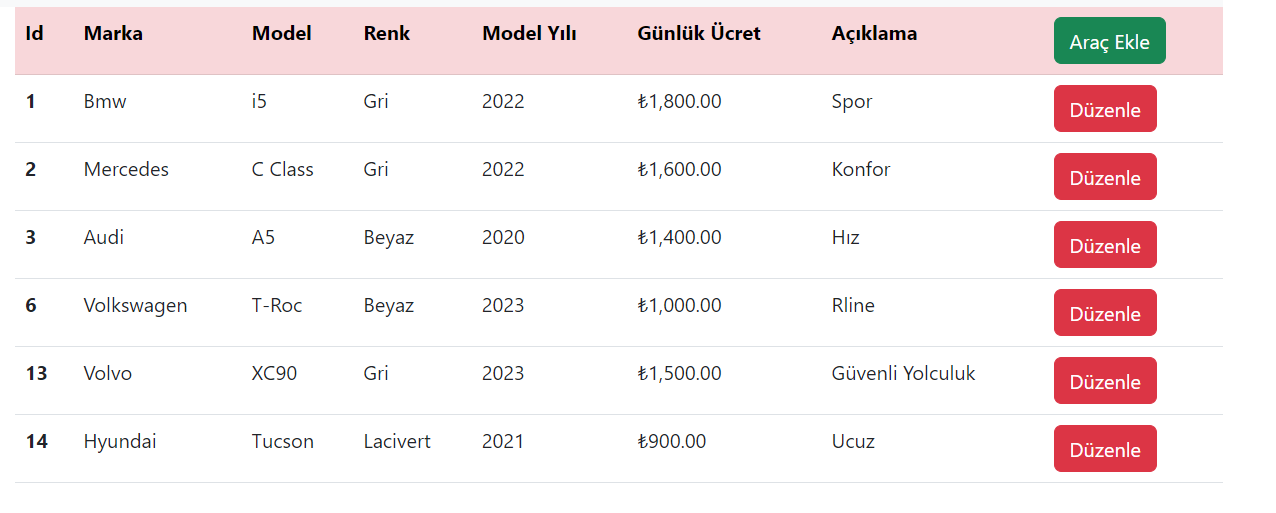 Id Marka Model Renk Model Yılı Günlük Ücret Açıklama Araç Ekle
1 Bmw i5 Gri 2022 ₺1,800.00 Spor Düzenle
2 Mercedes C Class Gri 2022 ₺1,600.00 Konfor Düzenle
3 Audi A5 Beyaz 2020 ₺1,400.00 Hız Düzenle
6 Volkswagen T-Roc Beyaz 2023 ₺1,000.00 Rline Düzenle
13 Volvo XC90 Gri 2023 ₺1,500.00 Güvenli Yolculuk Düzenle
14 Hyundai Tucson Lacivert 2021 ₺900.00 Ucuz Düzenle